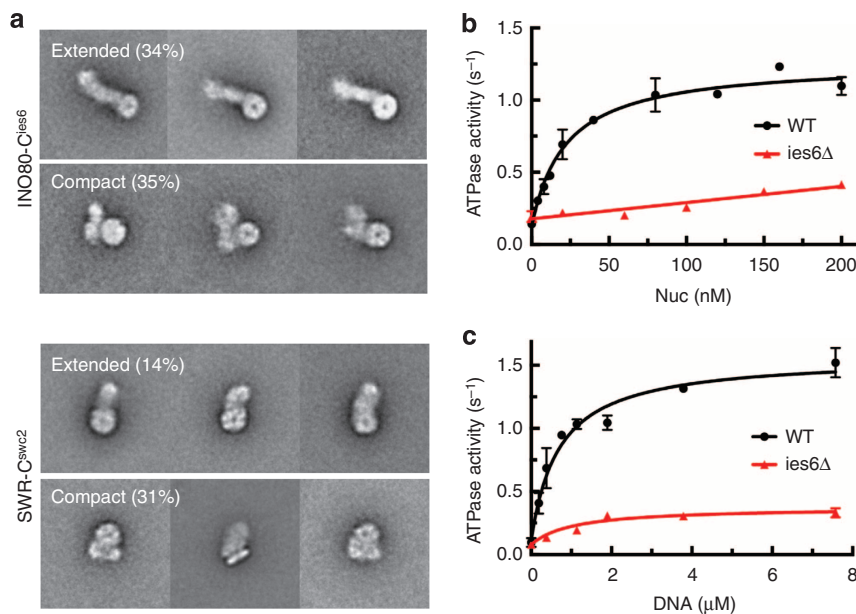 a
INO80-C^ies6
Extended (34%)
Compact (35%)
SWR-C^swc2
Extended (14%)
Compact (31%)
b
ATPase activity (s⁻¹)
1.5
1.0
0.5
0.0
WT
ies6Δ
0 50 100 150 200
Nuc (nM)
c
ATPase activity (s⁻¹)
1.5
1.0
0.5
0.0
WT
ies6Δ
0 2 4 6 8
DNA (μM)